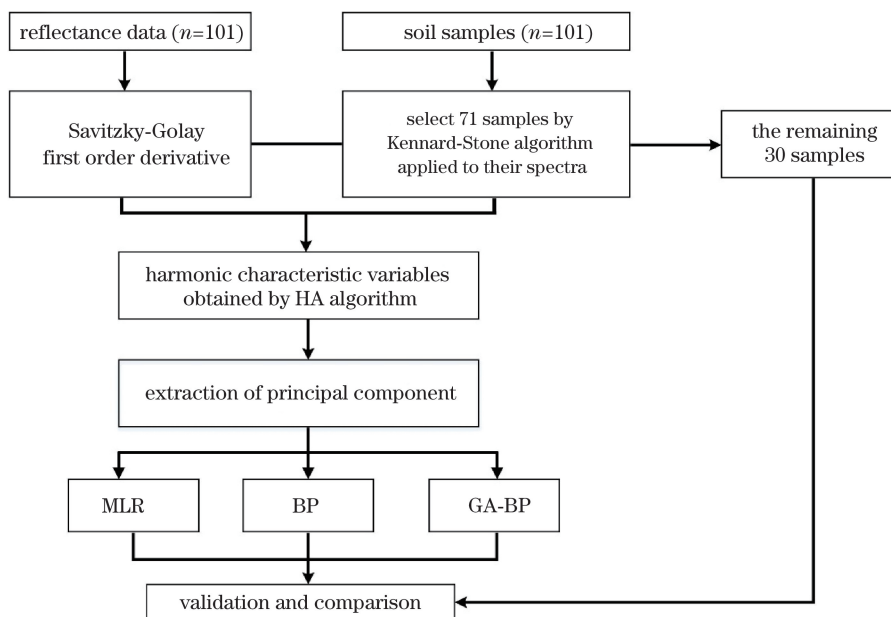 reflectance data (n=101)
soil samples (n=101)
Savitzky-Golay
first order derivative
select 71 samples by
Kennard-Stone algorithm
applied to their spectra
the remaining
30 samples
harmonic characteristic variables
obtained by HA algorithm
extraction of principal component
MLR
BP
GA-BP
validation and comparison